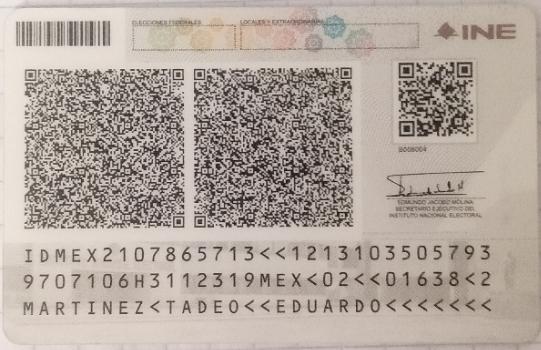 ELECCIONES FEDERALES LOCALES Y EXTRAORDINARIAS
INE
EDMUNDO JACOBO MOLINA
SECRETARIO EJECUTIVO DEL
INSTITUTO NACIONAL ELECTORAL
IDMEX2107865713<<1213103505793
9707106H3112319MEX<02<<01638<2
MARTINEZ<TADEO<<EDUARDO<<<<<<<